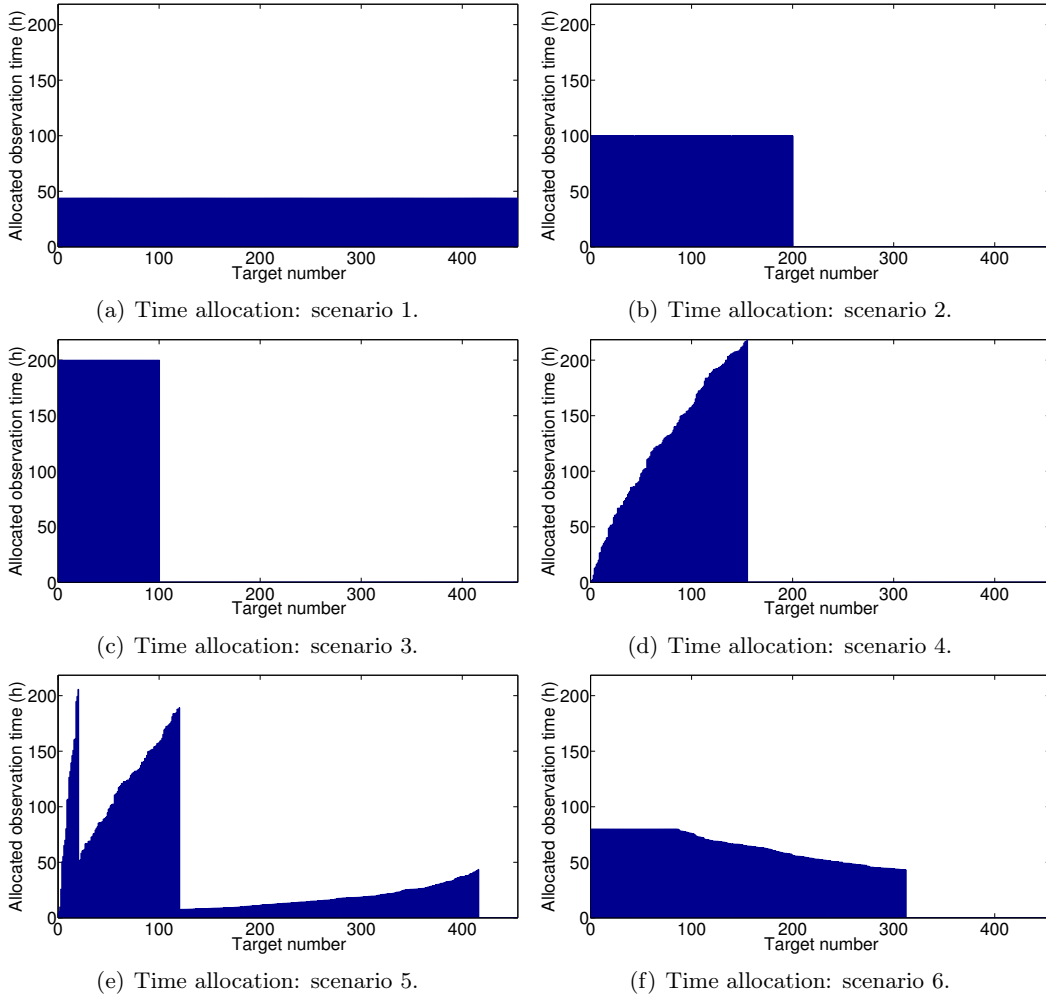 Allocated observation time (h)
200
150
100
50
0
0 100 200 300 400
Target number
(a) Time allocation: scenario 1.
Allocated observation time (h)
200
150
100
50
0
0 100 200 300 400
Target number
(b) Time allocation: scenario 2.
Allocated observation time (h)
200
150
100
50
0
0 100 200 300 400
Target number
(c) Time allocation: scenario 3.
Allocated observation time (h)
200
150
100
50
0
0 100 200 300 400
Target number
(d) Time allocation: scenario 4.
Allocated observation time (h)
200
150
100
50
0
0 100 200 300 400
Target number
(e) Time allocation: scenario 5.
Allocated observation time (h)
200
150
100
50
0
0 100 200 300 400
Target number
(f) Time allocation: scenario 6.